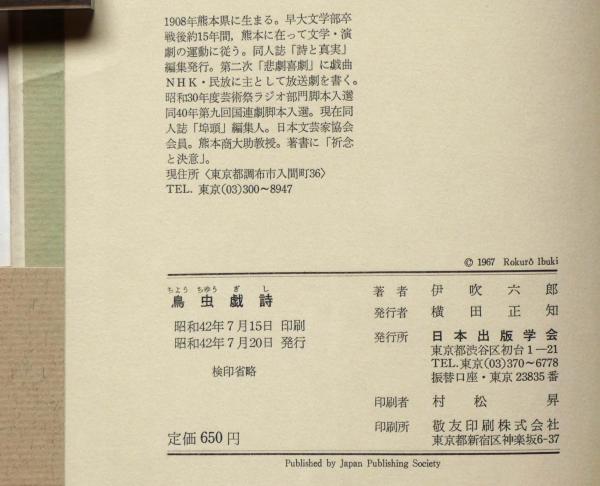 1908年熊本県に生まる。早大文学部卒
戦後約15年間，熊本に在って文学・演
劇の運動に従う。同人誌「詩と真実」
編集発行。第二次「悲劇喜劇」に戯曲
NHK・民放に主として放送劇を書く。
昭和30年度芸術祭ラジオ部門脚本入選
同40年第九回国連劇脚本入選。現在同
人誌「埠頭」編集人。日本文芸家協会
会員。熊本商大助教授。著書に「祈念
と決意」。
現住所〈東京都調布市入間町36〉
TEL. 東京(03)300〜8947
© 1967 Rokurō Ibuki
ちよう ちゆう ぎ し
鳥虫戯詩
昭和42年7月15日 印刷
昭和42年7月20日 発行
検印省略
定価 650円
著者 伊吹六郎
発行者 横田正知
発行所 日本出版学会
東京都渋谷区初台1—21
TEL.東京(03)370〜6778
振替口座・東京 23835番
印刷者 村松昇
印刷所 敬友印刷株式会社
東京都新宿区神楽坂6-37
Published by Japan Publishing Society